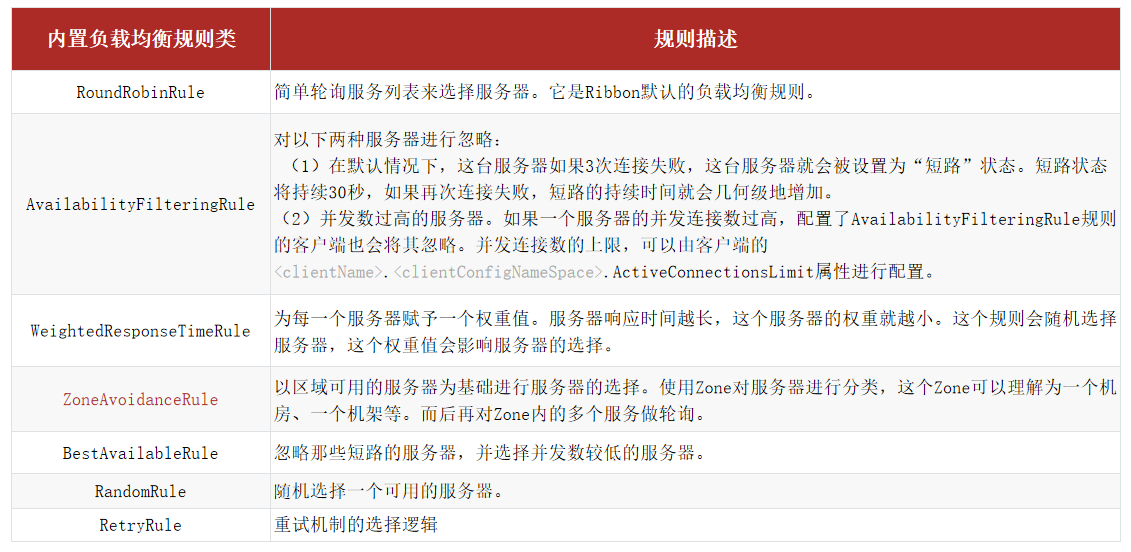 内置负载均衡规则类
规则描述
RoundRobinRule
简单轮询服务列表来选择服务器。它是Ribbon默认的负载均衡规则。
AvailabilityFilteringRule
对以下两种服务器进行忽略：
（1）在默认情况下，这台服务器如果3次连接失败，这台服务器就会被设置为“短路”状态。短路状态
将持续30秒，如果再次连接失败，短路的持续时间就会几何级地增加。
（2）并发数过高的服务器。如果一个服务器的并发连接数过高，配置了AvailabilityFilteringRule规则
的客户端也会将其忽略。并发连接数的上限，可以由客户端的
<clientName>.<clientConfigNameSpace>.ActiveConnectionsLimit属性进行配置。
WeightedResponseTimeRule
为每一个服务器赋予一个权重值。服务器响应时间越长，这个服务器的权重就越小。这个规则会随机选择
服务器，这个权重值会影响服务器的选择。
ZoneAvoidanceRule
以区域可用的服务器为基础进行服务器的选择。使用Zone对服务器进行分类，这个Zone可以理解为一个机
房、一个机架等。而后再对Zone内的多个服务做轮询。
BestAvailableRule
忽略那些短路的服务器，并选择并发数较低的服务器。
RandomRule
随机选择一个可用的服务器。
RetryRule
重试机制的选择逻辑